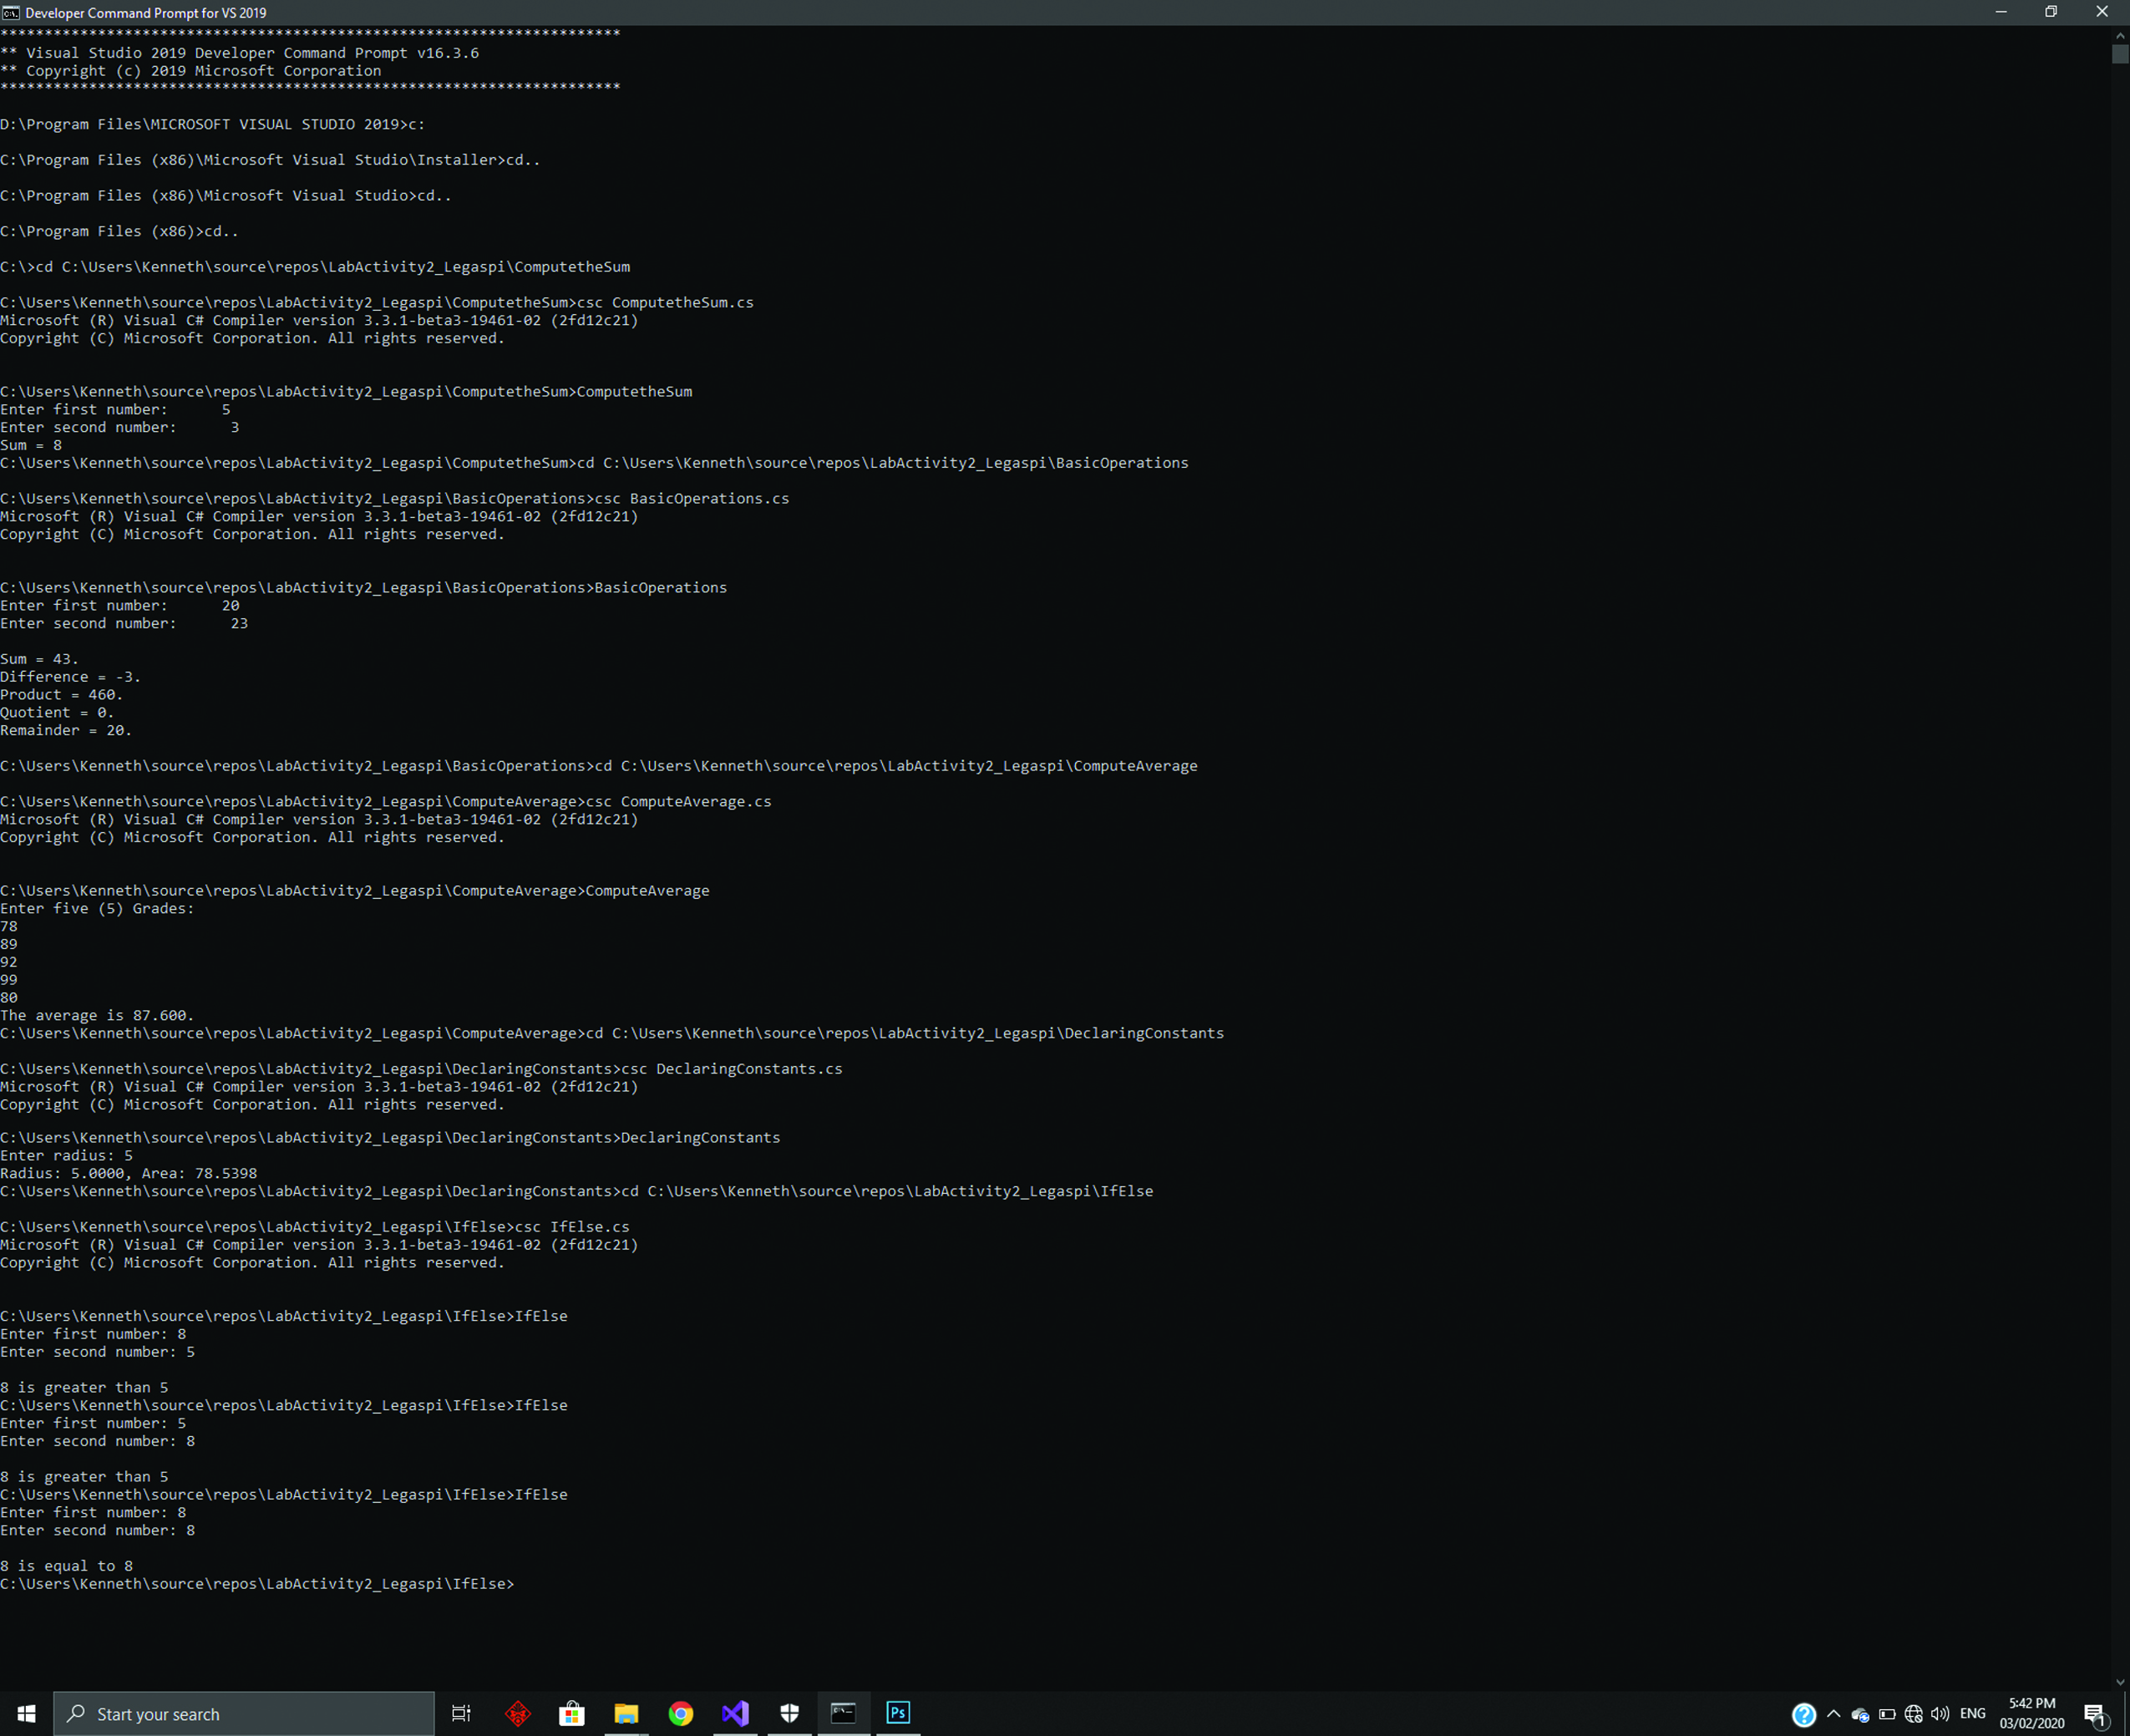 Developer Command Prompt for VS 2019
**********************************************************************
** Visual Studio 2019 Developer Command Prompt v16.3.6
** Copyright (c) 2019 Microsoft Corporation
**********************************************************************
D:\Program Files\MICROSOFT VISUAL STUDIO 2019>c:
C:\Program Files (x86)\Microsoft Visual Studio\Installer>cd..
C:\Program Files (x86)\Microsoft Visual Studio>cd..
C:\Program Files (x86)>cd..
C:\>cd C:\Users\Kenneth\source\repos\LabActivity2_Legaspi\ComputetheSum
C:\Users\Kenneth\source\repos\LabActivity2_Legaspi\ComputetheSum>csc ComputetheSum.cs
Microsoft (R) Visual C# Compiler version 3.3.1-beta3-19461-02 (2fd12c21)
Copyright (C) Microsoft Corporation. All rights reserved.
C:\Users\Kenneth\source\repos\LabActivity2_Legaspi\ComputetheSum>ComputetheSum
Enter first number:      5
Enter second number:      3
Sum = 8
C:\Users\Kenneth\source\repos\LabActivity2_Legaspi\ComputetheSum>cd C:\Users\Kenneth\source\repos\LabActivity2_Legaspi\BasicOperations
C:\Users\Kenneth\source\repos\LabActivity2_Legaspi\BasicOperations>csc BasicOperations.cs
Microsoft (R) Visual C# Compiler version 3.3.1-beta3-19461-02 (2fd12c21)
Copyright (C) Microsoft Corporation. All rights reserved.
C:\Users\Kenneth\source\repos\LabActivity2_Legaspi\BasicOperations>BasicOperations
Enter first number:      20
Enter second number:      23
Sum = 43.
Difference = -3.
Product = 460.
Quotient = 0.
Remainder = 20.
C:\Users\Kenneth\source\repos\LabActivity2_Legaspi\BasicOperations>cd C:\Users\Kenneth\source\repos\LabActivity2_Legaspi\ComputeAverage
C:\Users\Kenneth\source\repos\LabActivity2_Legaspi\ComputeAverage>csc ComputeAverage.cs
Microsoft (R) Visual C# Compiler version 3.3.1-beta3-19461-02 (2fd12c21)
Copyright (C) Microsoft Corporation. All rights reserved.
C:\Users\Kenneth\source\repos\LabActivity2_Legaspi\ComputeAverage>ComputeAverage
Enter five (5) Grades:
78
89
92
99
80
The average is 87.600.
C:\Users\Kenneth\source\repos\LabActivity2_Legaspi\ComputeAverage>cd C:\Users\Kenneth\source\repos\LabActivity2_Legaspi\DeclaringConstants
C:\Users\Kenneth\source\repos\LabActivity2_Legaspi\DeclaringConstants>csc DeclaringConstants.cs
Microsoft (R) Visual C# Compiler version 3.3.1-beta3-19461-02 (2fd12c21)
Copyright (C) Microsoft Corporation. All rights reserved.
C:\Users\Kenneth\source\repos\LabActivity2_Legaspi\DeclaringConstants>DeclaringConstants
Enter radius: 5
Radius: 5.0000, Area: 78.5398
C:\Users\Kenneth\source\repos\LabActivity2_Legaspi\DeclaringConstants>cd C:\Users\Kenneth\source\repos\LabActivity2_Legaspi\IfElse
C:\Users\Kenneth\source\repos\LabActivity2_Legaspi\IfElse>csc IfElse.cs
Microsoft (R) Visual C# Compiler version 3.3.1-beta3-19461-02 (2fd12c21)
Copyright (C) Microsoft Corporation. All rights reserved.
C:\Users\Kenneth\source\repos\LabActivity2_Legaspi\IfElse>IfElse
Enter first number: 8
Enter second number: 5
8 is greater than 5
C:\Users\Kenneth\source\repos\LabActivity2_Legaspi\IfElse>IfElse
Enter first number: 5
Enter second number: 8
8 is greater than 5
C:\Users\Kenneth\source\repos\LabActivity2_Legaspi\IfElse>IfElse
Enter first number: 8
Enter second number: 8
8 is equal to 8
C:\Users\Kenneth\source\repos\LabActivity2_Legaspi\IfElse>
Start your search
Ps
ENG
5:42 PM
03/02/2020
1